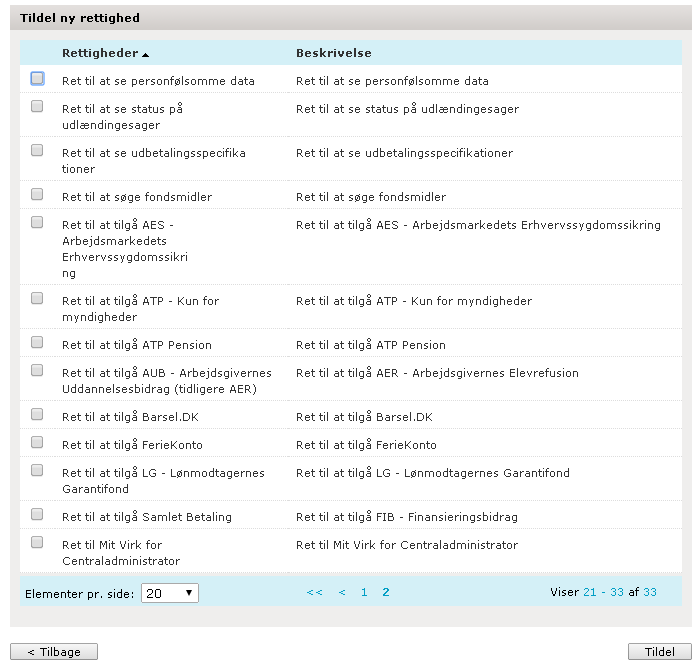 Tildel ny rettighed
Rettigheder ▲ Beskrivelse
Ret til at se personfølsomme data Ret til at se personfølsomme data
Ret til at se status på Ret til at se status på udlændingesager
udlændingesager
Ret til at se udbetalingsspecifika Ret til at se udbetalingsspecifikationer
tioner
Ret til at søge fondsmidler Ret til at søge fondsmidler
Ret til at tilgå AES - Ret til at tilgå AES - Arbejdsmarkedets Erhvervssygdomssikring
Arbejdsmarkedets
Erhvervssygdomssikri
ng
Ret til at tilgå ATP - Kun for Ret til at tilgå ATP - Kun for myndigheder
myndigheder
Ret til at tilgå ATP Pension Ret til at tilgå ATP Pension
Ret til at tilgå AUB - Arbejdsgivernes Ret til at tilgå AER - Arbejdsgivernes Elevrefusion
Uddannelsesbidrag (tidligere AER)
Ret til at tilgå Barsel.DK Ret til at tilgå Barsel.DK
Ret til at tilgå FerieKonto Ret til at tilgå FerieKonto
Ret til at tilgå LG - Lønmodtagernes Ret til at tilgå LG - Lønmodtagernes Garantifond
Garantifond
Ret til at tilgå Samlet Betaling Ret til at tilgå FIB - Finansieringsbidrag
Ret til Mit Virk for Ret til Mit Virk for Centraladministrator
Centraladministrator
Elementer pr. side: 20 ▼ << < 1 2 Viser 21 - 33 af 33
< Tilbage Tildel